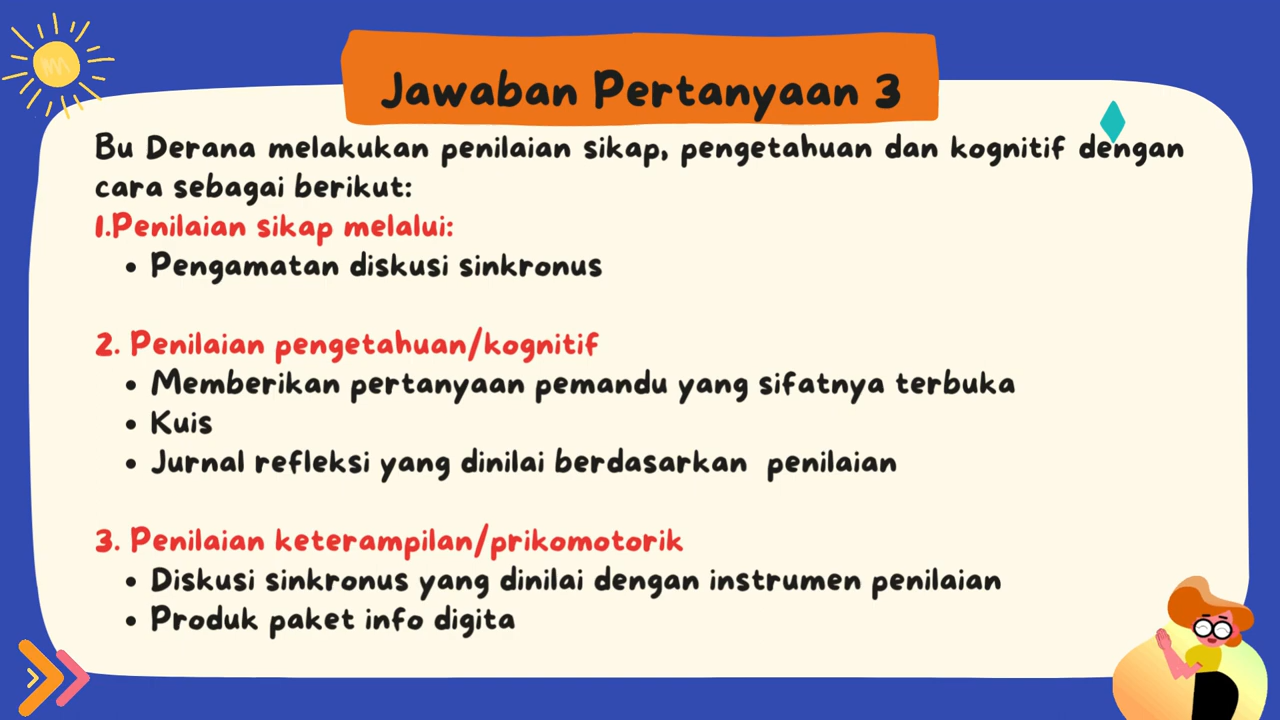 Jawaban Pertanyaan 3
Bu Derana melakukan penilaian sikap, pengetahuan dan kognitif dengan
cara sebagai berikut:
1.Penilaian sikap melalui:
• Pengamatan diskusi sinkronus
2. Penilaian pengetahuan/kognitif
• Memberikan pertanyaan pemandu yang sifatnya terbuka
• Kuis
• Jurnal refleksi yang dinilai berdasarkan penilaian
3. Penilaian keterampilan/prikomotorik
• Diskusi sinkronus yang dinilai dengan instrumen penilaian
• Produk paket info digita